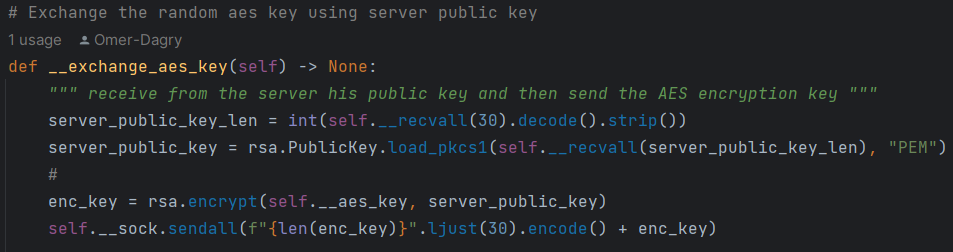 # Exchange the random aes key using server public key
1 usage Omer-Dagry
def __exchange_aes_key(self) -> None:
    """ receive from the server his public key and then send the AES encryption key """
    server_public_key_len = int(self.__recvall(30).decode().strip())
    server_public_key = rsa.PublicKey.load_pkcs1(self.__recvall(server_public_key_len), "PEM")
    #
    enc_key = rsa.encrypt(self.__aes_key, server_public_key)
    self.__sock.sendall(f"{len(enc_key)}".ljust(30).encode() + enc_key)